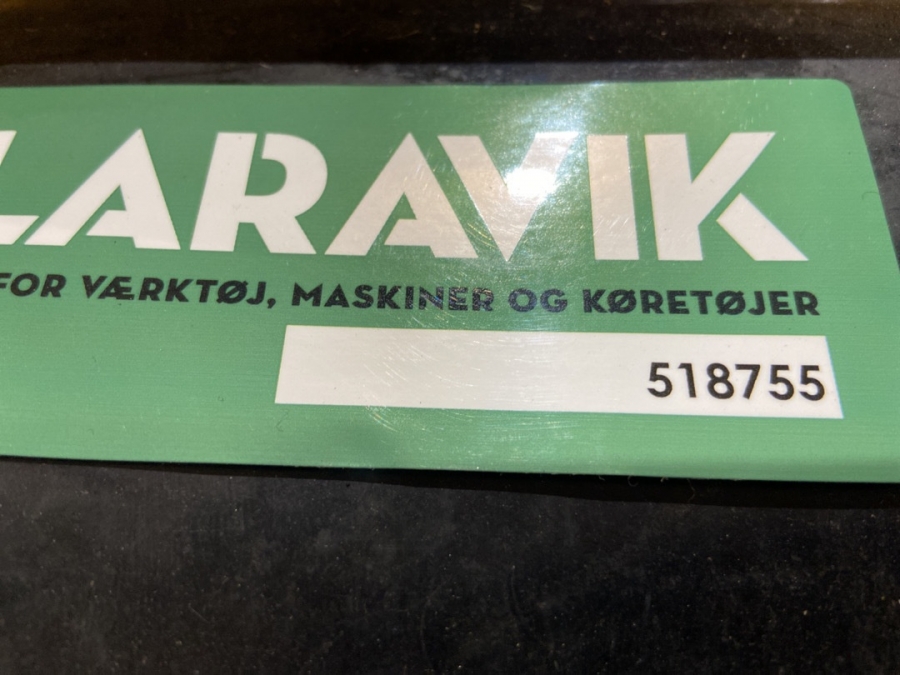 LARAVIK
FOR VÆRKTØJ, MASKINER OG KØRETØJER
518755